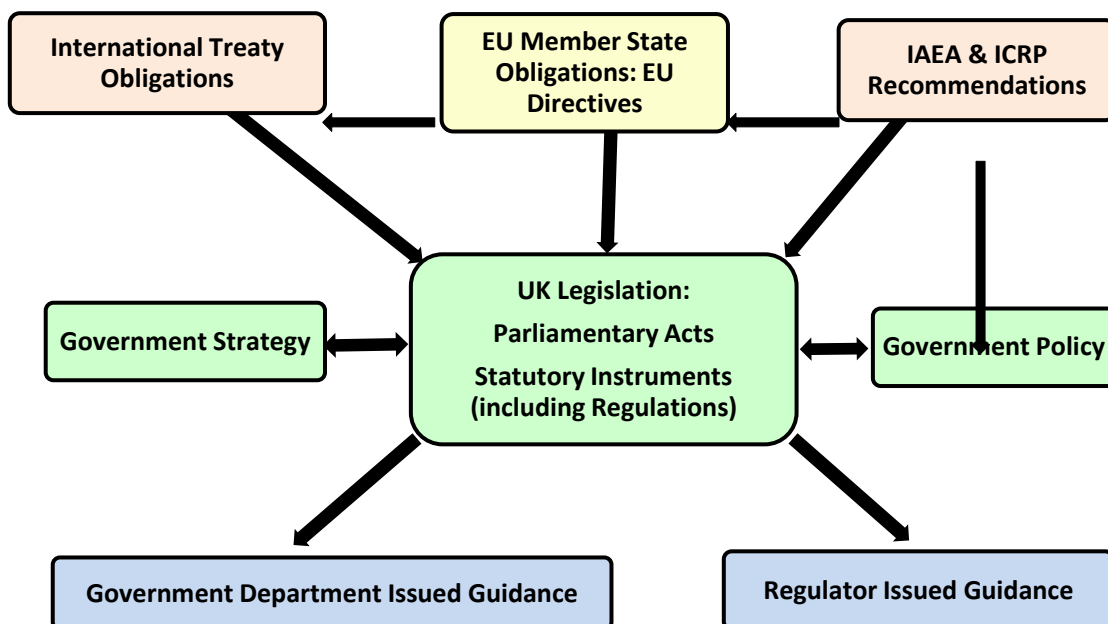 International Treaty
Obligations
EU Member State
Obligations: EU
Directives
IAEA & ICRP
Recommendations
UK Legislation:
Parliamentary Acts
Statutory Instruments
(including Regulations)
Government Strategy
Government Policy
Government Department Issued Guidance
Regulator Issued Guidance